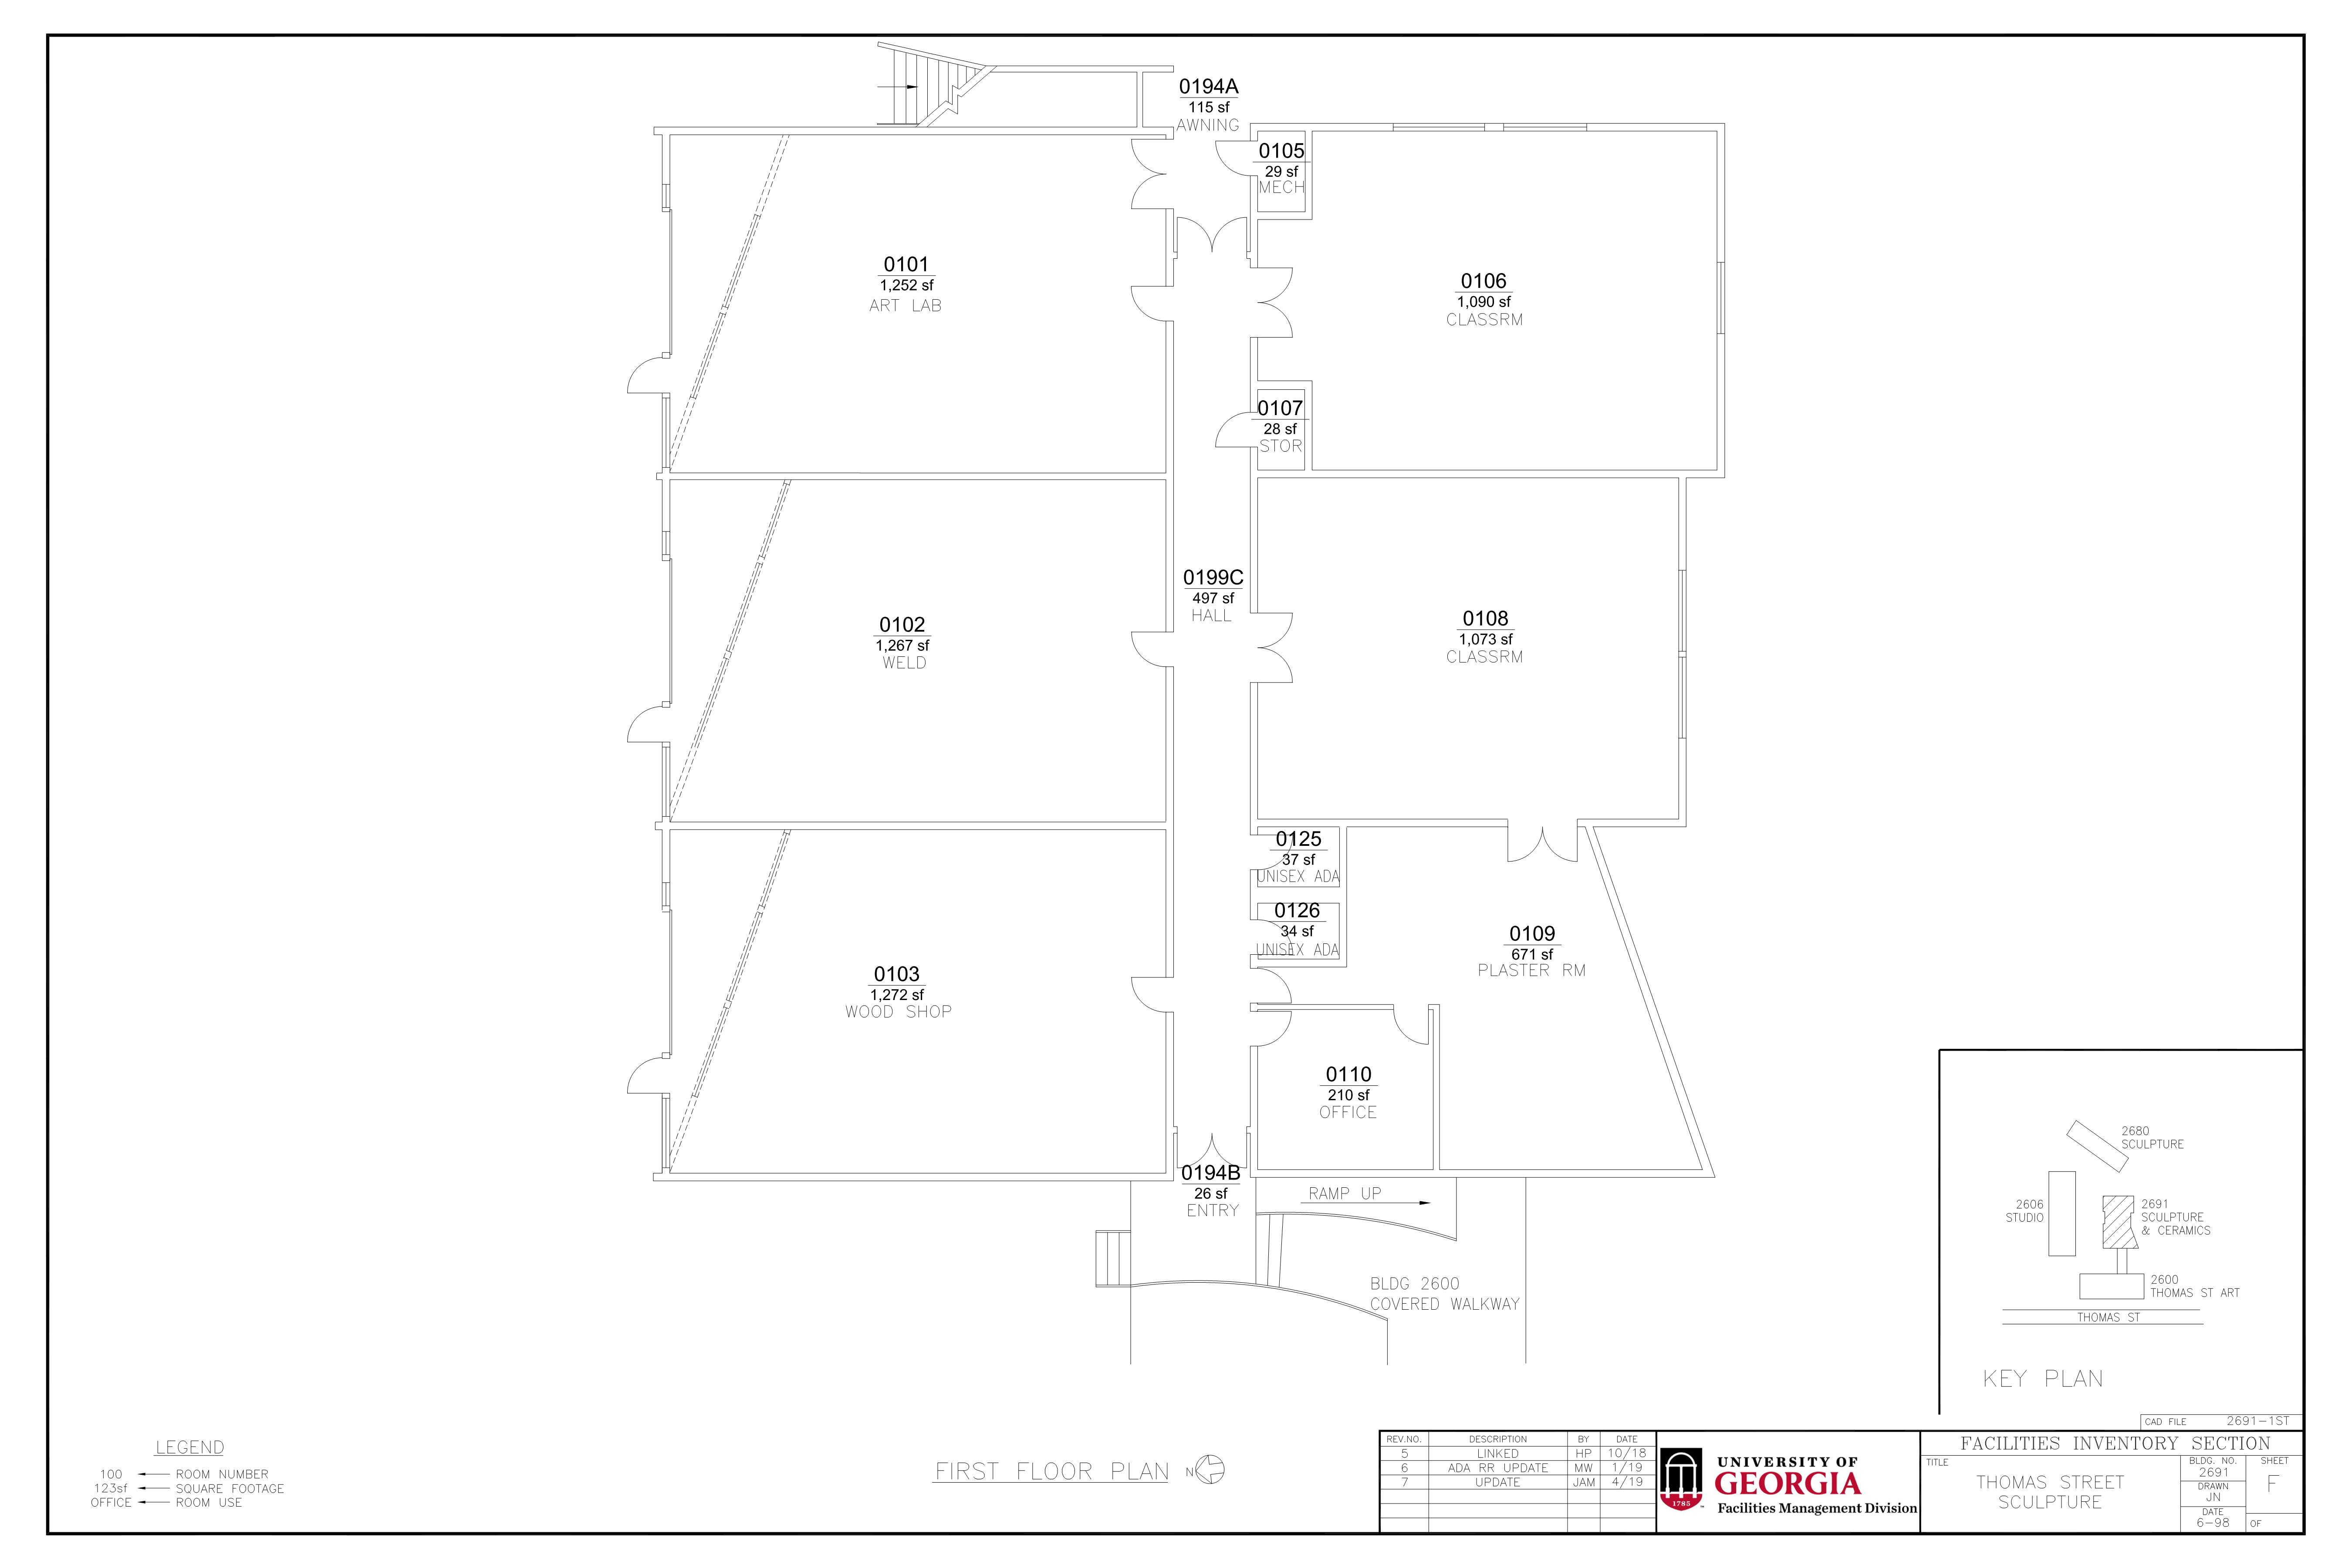 0194A
115 sf
AWNING
0105
29 sf
MECH
0101
1,252 sf
ART LAB
0106
1,090 sf
CLASSRM
0107
28 sf
STOR
0199C
497 sf
HALL
0102
1,267 sf
WELD
0108
1,073 sf
CLASSRM
0125
37 sf
UNISEX ADA
0126
34 sf
UNISEX ADA
0109
671 sf
PLASTER RM
0103
1,272 sf
WOOD SHOP
0110
210 sf
OFFICE
0194B
26 sf
ENTRY
RAMP UP
BLDG 2600
COVERED WALKWAY
2680
SCULPTURE
2606
STUDIO
2691
SCULPTURE
& CERAMICS
2600
THOMAS ST ART
THOMAS ST
KEY PLAN
LEGEND
100 ROOM NUMBER
123sf SQUARE FOOTAGE
OFFICE ROOM USE
FIRST FLOOR PLAN N
REV.NO. DESCRIPTION BY DATE
5 LINKED HP 10/18
6 ADA RR UPDATE MW 1/19
7 UPDATE JAM 4/19
1785
UNIVERSITY OF
GEORGIA
Facilities Management Division
CAD FILE 2691-1ST
FACILITIES INVENTORY SECTION
TITLE
THOMAS STREET
SCULPTURE
BLDG. NO.
2691
DRAWN
JN
DATE
6-98
SHEET
F
OF